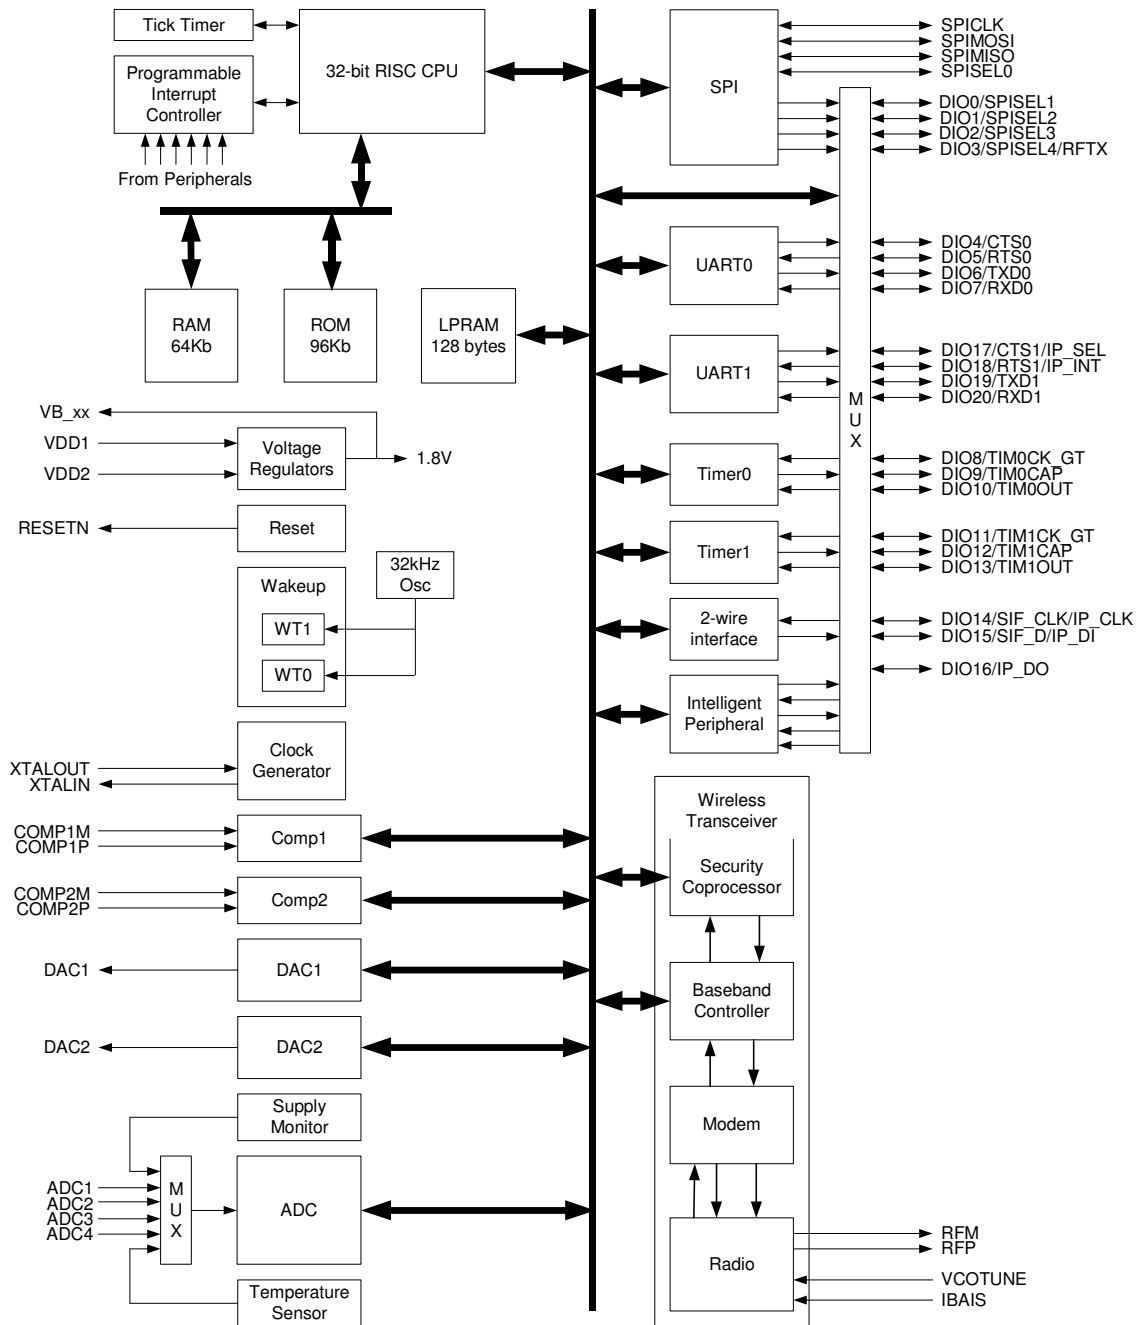 Tick Timer
32-bit RISC CPU
Programmable
Interrupt
Controller
From Peripherals
RAM
64Kb
ROM
96Kb
LPRAM
128 bytes
VB_xx
VDD1
VDD2
Voltage
Regulators
1.8V
RESETN
Reset
32kHz
Osc
Wakeup
WT1
WT0
Clock
Generator
XTALOUT
XTALIN
COMP1M
COMP1P
Comp1
COMP2M
COMP2P
Comp2
DAC1
DAC1
DAC2
DAC2
Supply
Monitor
ADC1
ADC2
ADC3
ADC4
M
U
X
ADC
Temperature
Sensor
SPI
SPICLK
SPIMOSI
SPIMISO
SPISEL0
DIO0/SPISEL1
DIO1/SPISEL2
DIO2/SPISEL3
DIO3/SPISEL4/RFTX
UART0
DIO4/CTS0
DIO5/RTS0
DIO6/TXD0
DIO7/RXD0
UART1
DIO17/CTS1/IP_SEL
DIO18/RTS1/IP_INT
DIO19/TXD1
DIO20/RXD1
M
U
X
Timer0
DIO8/TIM0CK_GT
DIO9/TIM0CAP
DIO10/TIM0OUT
Timer1
DIO11/TIM1CK_GT
DIO12/TIM1CAP
DIO13/TIM1OUT
2-wire
interface
DIO14/SIF_CLK/IP_CLK
DIO15/SIF_D/IP_DI
DIO16/IP_DO
Intelligent
Peripheral
Wireless
Transceiver
Security
Coprocessor
Baseband
Controller
Modem
Radio
RFM
RFP
VCOTUNE
IBAIS